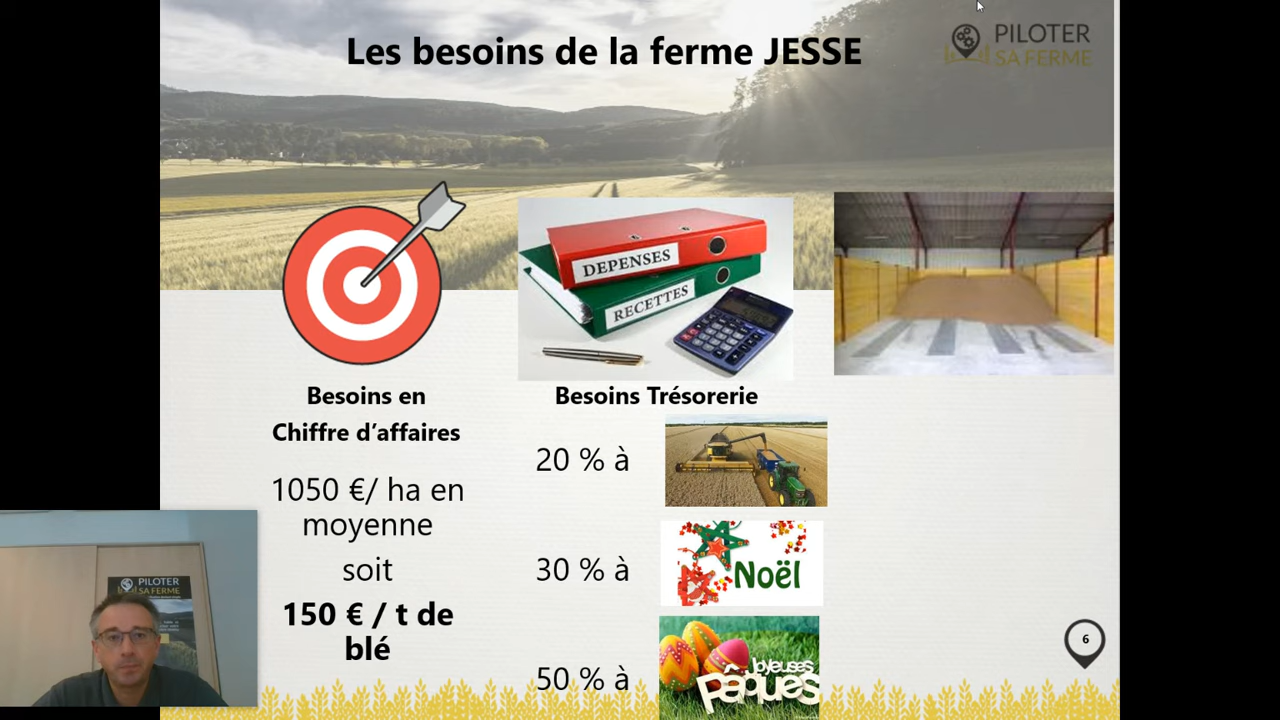 Les besoins de la ferme JESSE
PILOTER
SA FERME
DEPENSES
RECETTES
Besoins en
Chiffre d'affaires
1050 €/ ha en
moyenne
soit
150 € / t de
blé
Besoins Trésorerie
20 % à
30 % à
Noël
50 % à
Joyeuses
Pâques
PILOTER
SA FERME
6